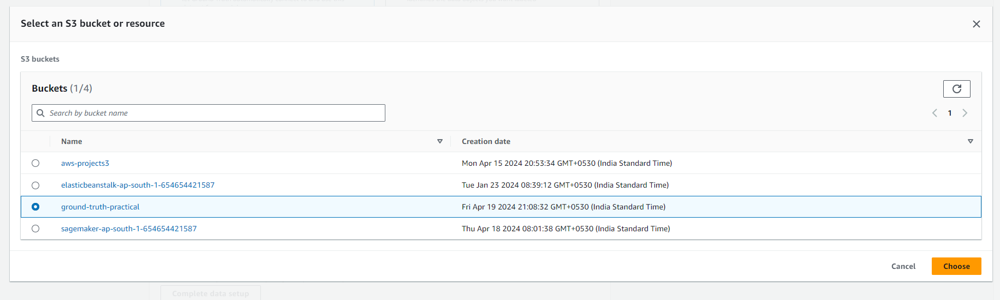 Select an S3 bucket or resource
S3 buckets
Buckets (1/4)
Search by bucket name
1
Name Creation date
aws-projects3 Mon Apr 15 2024 20:53:34 GMT+0530 (India Standard Time)
elasticbeanstalk-ap-south-1-654654421587 Tue Jan 23 2024 08:39:12 GMT+0530 (India Standard Time)
ground-truth-practical Fri Apr 19 2024 21:08:32 GMT+0530 (India Standard Time)
sagemaker-ap-south-1-654654421587 Thu Apr 18 2024 08:01:38 GMT+0530 (India Standard Time)
Cancel Choose
Complete data setup